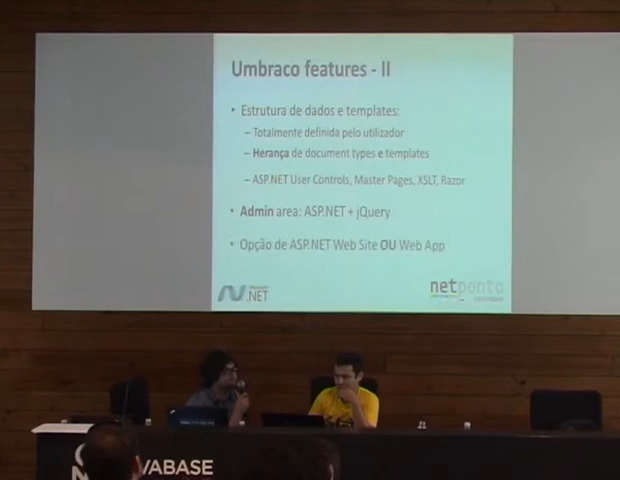 Umbraco features - II
• Estrutura de dados e templates:
– Totalmente definida pelo utilizador
– Herança de document types e templates
– ASP.NET User Controls, Master Pages, XSLT, Razor
• Admin area: ASP.NET + jQuery
• Opção de ASP.NET Web Site OU Web App
.NET
netponto
VABASE